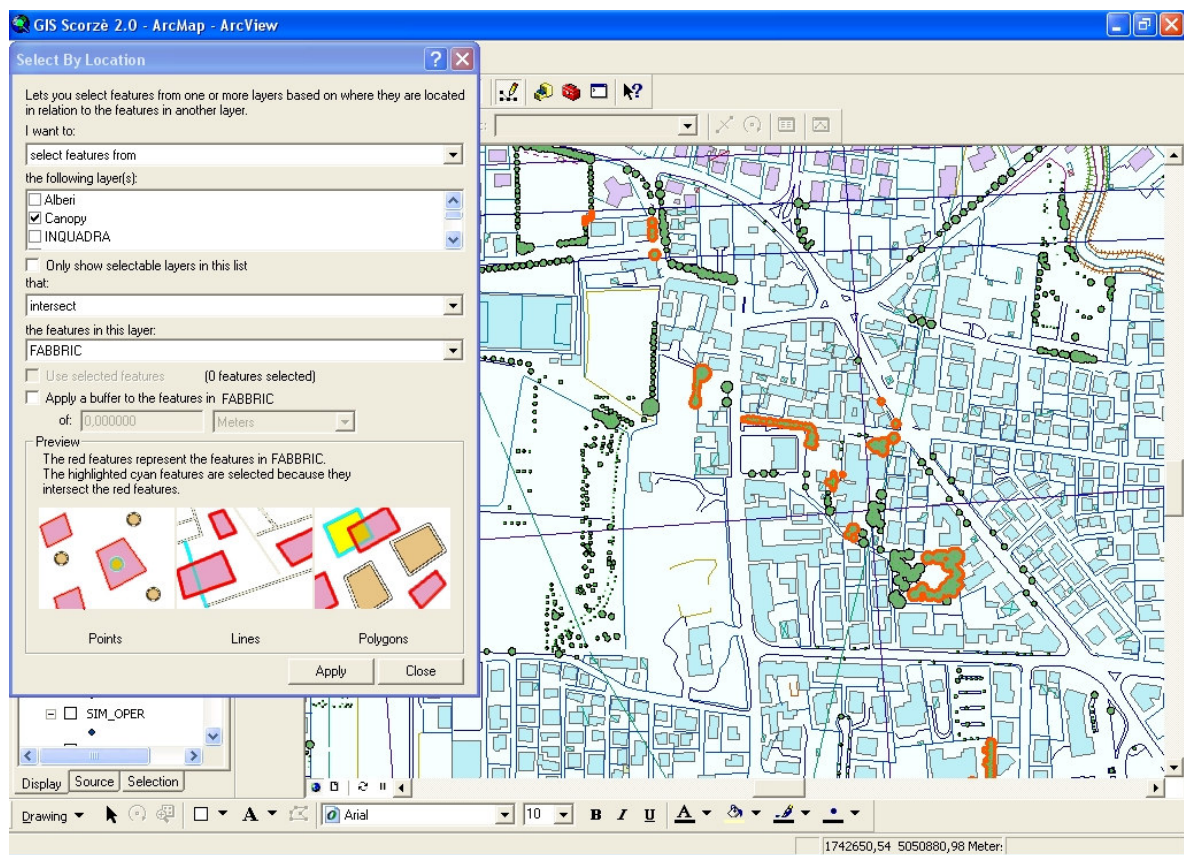 GIS Scorzè 2.0 - ArcMap - ArcView
Select By Location
Lets you select features from one or more layers based on where they are located
in relation to the features in another layer.
I want to:
select features from
the following layer(s):
Alberi
Canopy
INQUADRA
Only show selectable layers in this list
that:
intersect
the features in this layer:
FABBRIC
Use selected features (0 features selected)
Apply a buffer to the features in FABBRIC
of: 0,000000 Meters
Preview
The red features represent the features in FABBRIC.
The highlighted cyan features are selected because they
intersect the red features.
Points Lines Polygons
Apply Close
SIM_OPER
Display Source Selection
Drawing A Arial 10 B I U A
1742650,54 5050880,98 Meter: